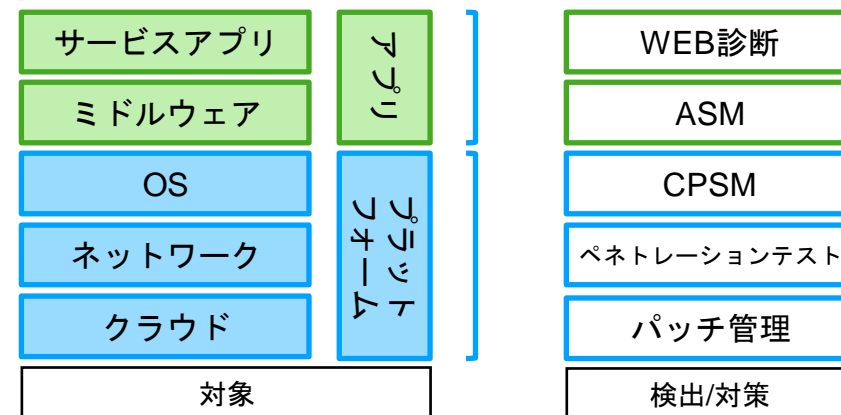 サービスアプリ
ミドルウェア
OS
ネットワーク
クラウド
対象
アプリ
プラット
フォーム
WEB診断
ASM
CPSM
ペネトレーションテスト
パッチ管理
検出/対策